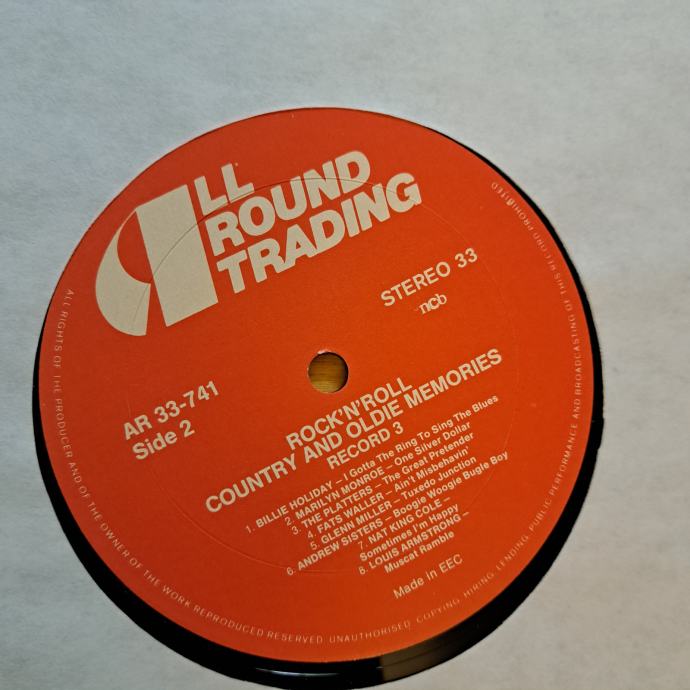 ALL
ROUND
TRADING
STEREO 33
ncb
AR 33-741
Side 2
ROCK'N'ROLL
COUNTRY AND OLDIE MEMORIES
RECORD 3
1. BILLIE HOLIDAY – I Gotta The Ring To Sing The Blues
2. MARILYN MONROE – One Silver Dollar
3. THE PLATTERS – The Great Pretender
4. FATS WALLER – Ain't Misbehavin'
5. GLENN MILLER – Tuxedo Junction
6. ANDREW SISTERS – Boogie Woogie Bugle Boy
7. NAT KING COLE –
Sometimes I'm Happy
8. LOUIS ARMSTRONG –
Muscat Ramble
Made in EEC
ALL RIGHTS OF THE PRODUCER AND OF THE OWNER OF THE WORK REPRODUCED RESERVED. UNAUTHORISED COPYING, HIRING, LENDING, PUBLIC PERFORMANCE AND BROADCASTING OF THIS RECORD PROHIBITED